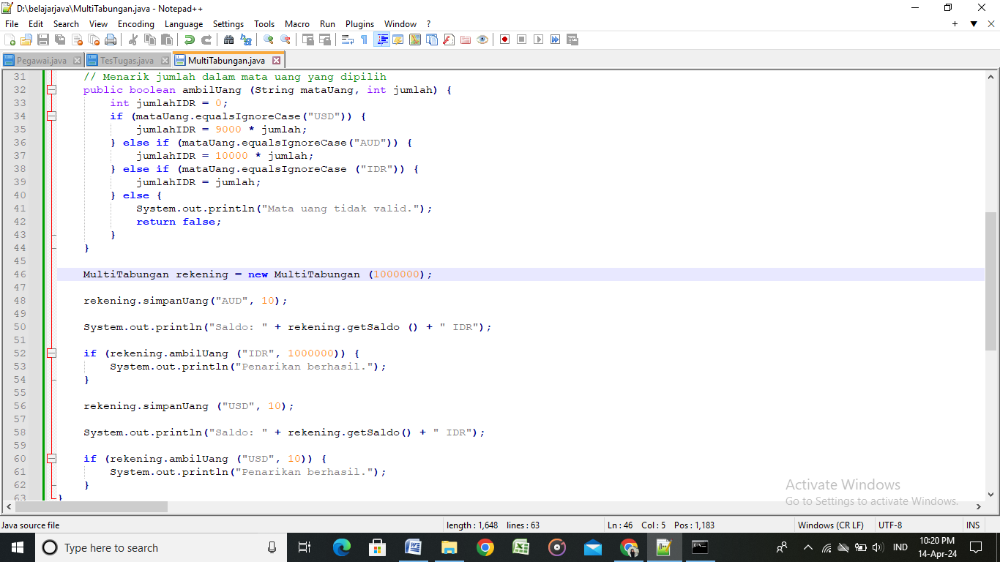 D:\belajarjava\MultiTabungan.java - Notepad++
File Edit Search View Encoding Language Settings Tools Macro Run Plugins Window ? + ▼ X
Pegawai.java TesTugas.java MultiTabungan.java
31 // Menarik jumlah dalam mata uang yang dipilih
32 public boolean ambilUang (String mataUang, int jumlah) {
33 int jumlahIDR = 0;
34 if (mataUang.equalsIgnoreCase("USD")) {
35 jumlahIDR = 9000 * jumlah;
36 } else if (mataUang.equalsIgnoreCase("AUD")) {
37 jumlahIDR = 10000 * jumlah;
38 } else if (mataUang.equalsIgnoreCase ("IDR")) {
39 jumlahIDR = jumlah;
40 } else {
41 System.out.println("Mata uang tidak valid.");
42 return false;
43 }
44 }
45
46 MultiTabungan rekening = new MultiTabungan (1000000);
47
48 rekening.simpanUang("AUD", 10);
49
50 System.out.println("Saldo: " + rekening.getSaldo () + " IDR");
51
52 if (rekening.ambilUang ("IDR", 1000000)) {
53 System.out.println("Penarikan berhasil.");
54 }
55
56 rekening.simpanUang ("USD", 10);
57
58 System.out.println("Saldo: " + rekening.getSaldo() + " IDR");
59
60 if (rekening.ambilUang ("USD", 10)) {
61 System.out.println("Penarikan berhasil.");
62 }
63 }
Activate Windows
Go to Settings to activate Windows.
Java source file length : 1,648 lines : 63 Ln : 46 Col : 5 Pos : 1,183 Windows (CR LF) UTF-8 INS
Type here to search
IND
10:20 PM
14-Apr-24